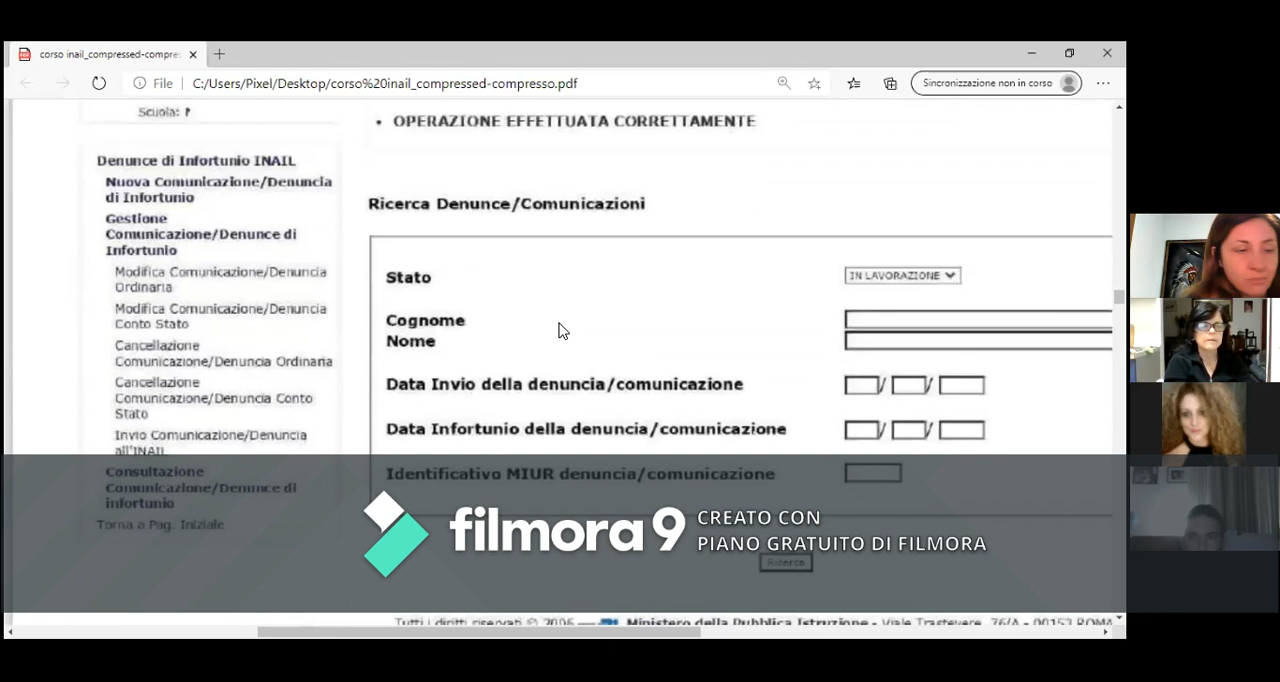 corso inail_compressed-compre:
File C:/Users/Pixel/Desktop/corso%20inail_compressed-compresso.pdf
Sincronizzazione non in corso
Scuola:
OPERAZIONE EFFETTUATA CORRETTAMENTE
Denunce di Infortunio INAIL
Nuova Comunicazione/Denuncia
di Infortunio
Gestione
Comunicazione/Denunce di
Infortunio
Modifica Comunicazione/Denuncia
Ordinaria
Modifica Comunicazione/Denuncia
Conto Stato
Cancellazione
Comunicazione/Denuncia Ordinaria
Cancellazione
Comunicazione/Denuncia Conto
Stato
Invio Comunicazione/Denuncia
all'INAIL
Consultazione
Comunicazione/Denunce di
infortunio
Torna a Pag. Iniziale
Ricerca Denunce/Comunicazioni
Stato IN LAVORAZIONE
Cognome
Nome
Data Invio della denuncia/comunicazione / /
Data Infortunio della denuncia/comunicazione / /
Identificativo MIUR denuncia/comunicazione
Ricerca
filmora 9 CREATO CON
PIANO GRATUITO DI FILMORA
Tutti i diritti riservati © 2006 Ministero della Pubblica Istruzione - Viale Trastevere, 76/A - 00153 ROMA